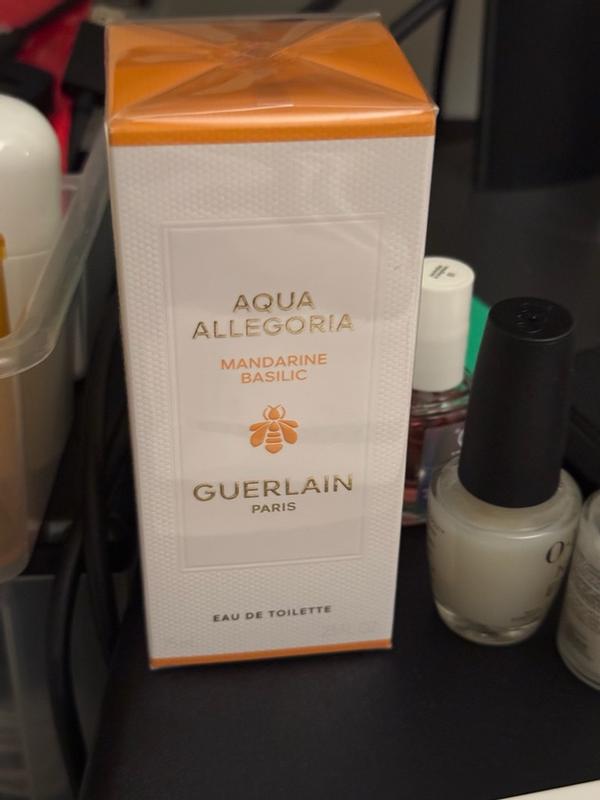 AQUA
ALLEGORIA
MANDARINE
BASILIC
GUERLAIN
PARIS
EAU DE TOILETTE